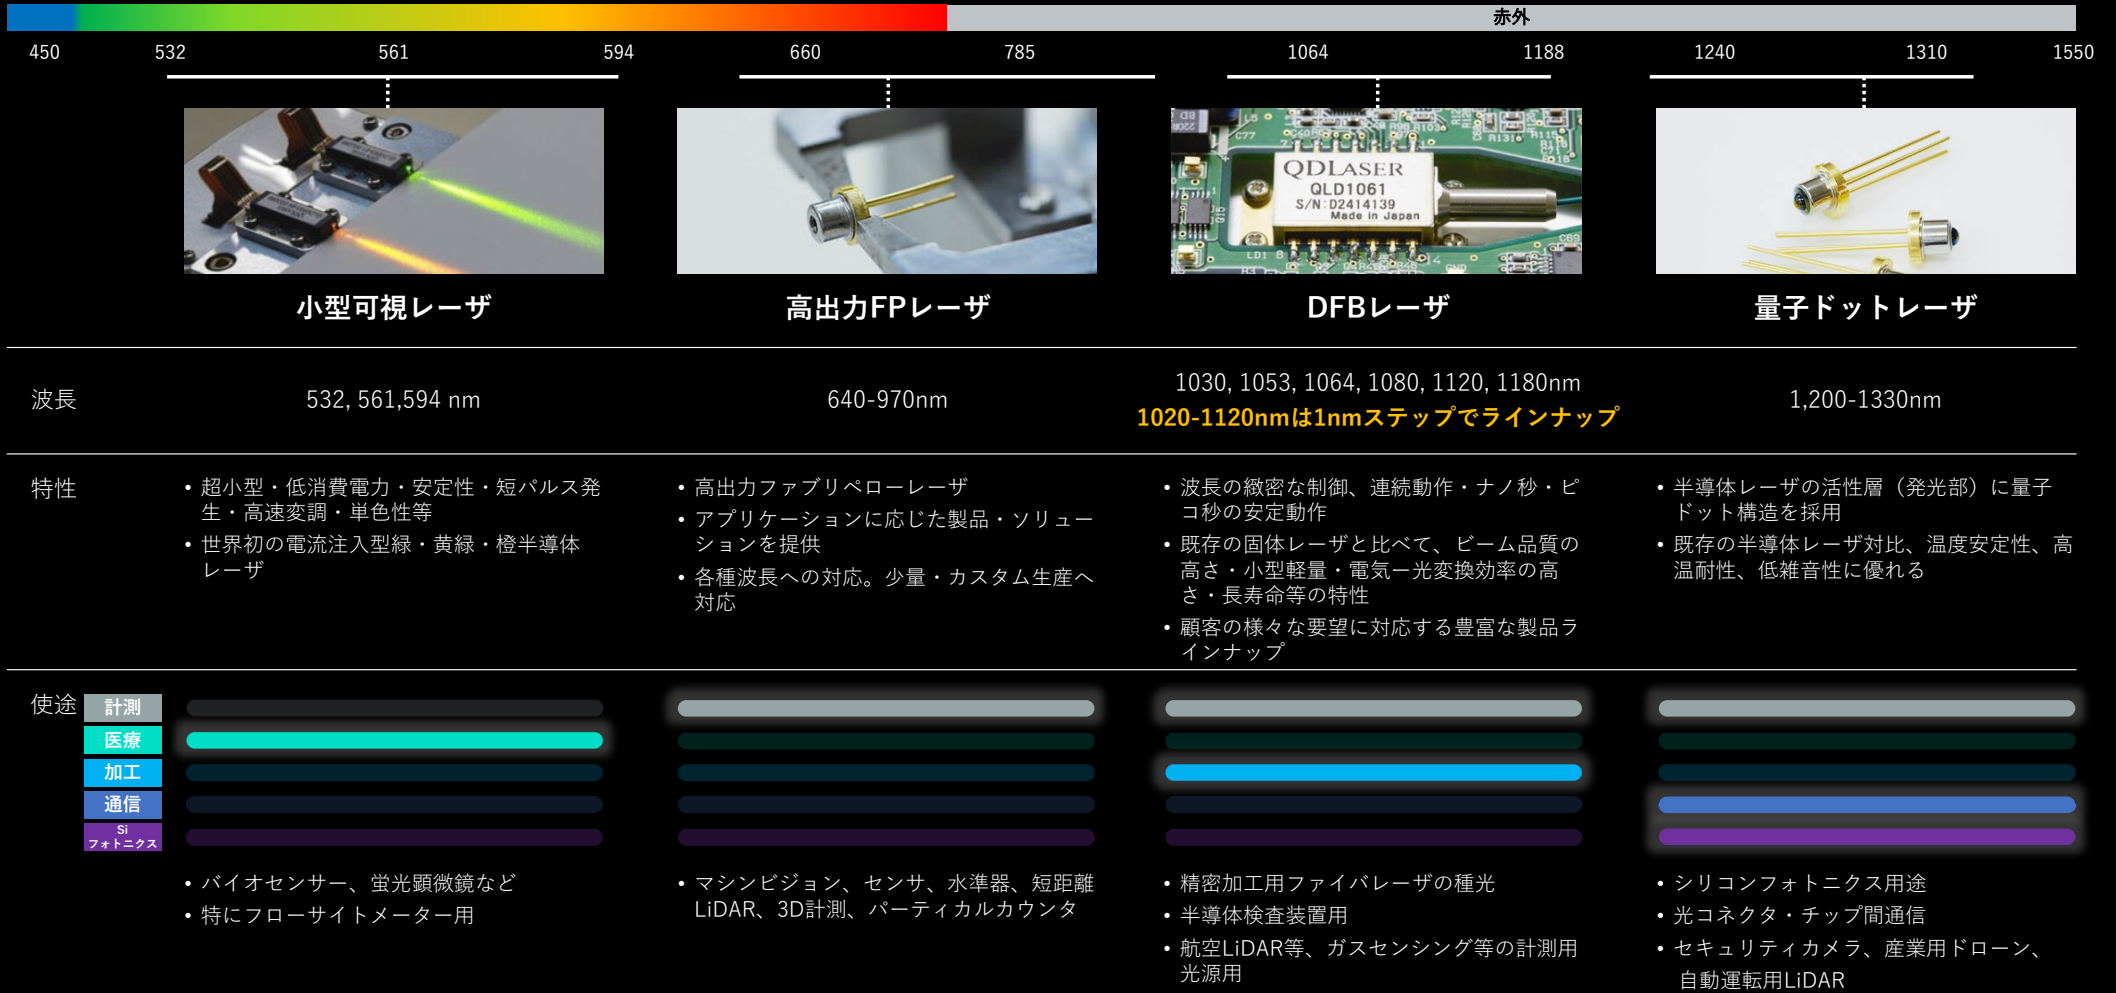 赤外
450 532 561 594 660 785 1064 1188 1240 1310 1550
QDLASER
QLD1061
S/N:D2414139
Made in Japan
小型可視レーザ
高出力FPレーザ
DFBレーザ
量子ドットレーザ
波長
532, 561,594 nm
640-970nm
1030, 1053, 1064, 1080, 1120, 1180nm
1020-1120nmは1nmステップでラインナップ
1,200-1330nm
特性
• 超小型・低消費電力・安定性・短パルス発
生・高速変調・単色性等
• 世界初の電流注入型緑・黄緑・橙半導体
レーザ
• 高出力ファブリペローレーザ
• アプリケーションに応じた製品・ソリュー
ションを提供
• 各種波長への対応。少量・カスタム生産へ
対応
• 波長の緻密な制御、連続動作・ナノ秒・ピ
コ秒の安定動作
• 既存の固体レーザと比べて、ビーム品質の
高さ・小型軽量・電気ー光変換効率の高
さ・長寿命等の特性
• 顧客の様々な要望に対応する豊富な製品ラ
インナップ
• 半導体レーザの活性層（発光部）に量子
ドット構造を採用
• 既存の半導体レーザ対比、温度安定性、高
温耐性、低雑音性に優れる
使途
計測
医療
加工
通信
Si
フォトニクス
• バイオセンサー、蛍光顕微鏡など
• 特にフローサイトメーター用
• マシンビジョン、センサ、水準器、短距離
LiDAR、3D計測、パーティカルカウンタ
• 精密加工用ファイバレーザの種光
• 半導体検査装置用
• 航空LiDAR等、ガスセンシング等の計測用
光源用
• シリコンフォトニクス用途
• 光コネクタ・チップ間通信
• セキュリティカメラ、産業用ドローン、
自動運転用LiDAR